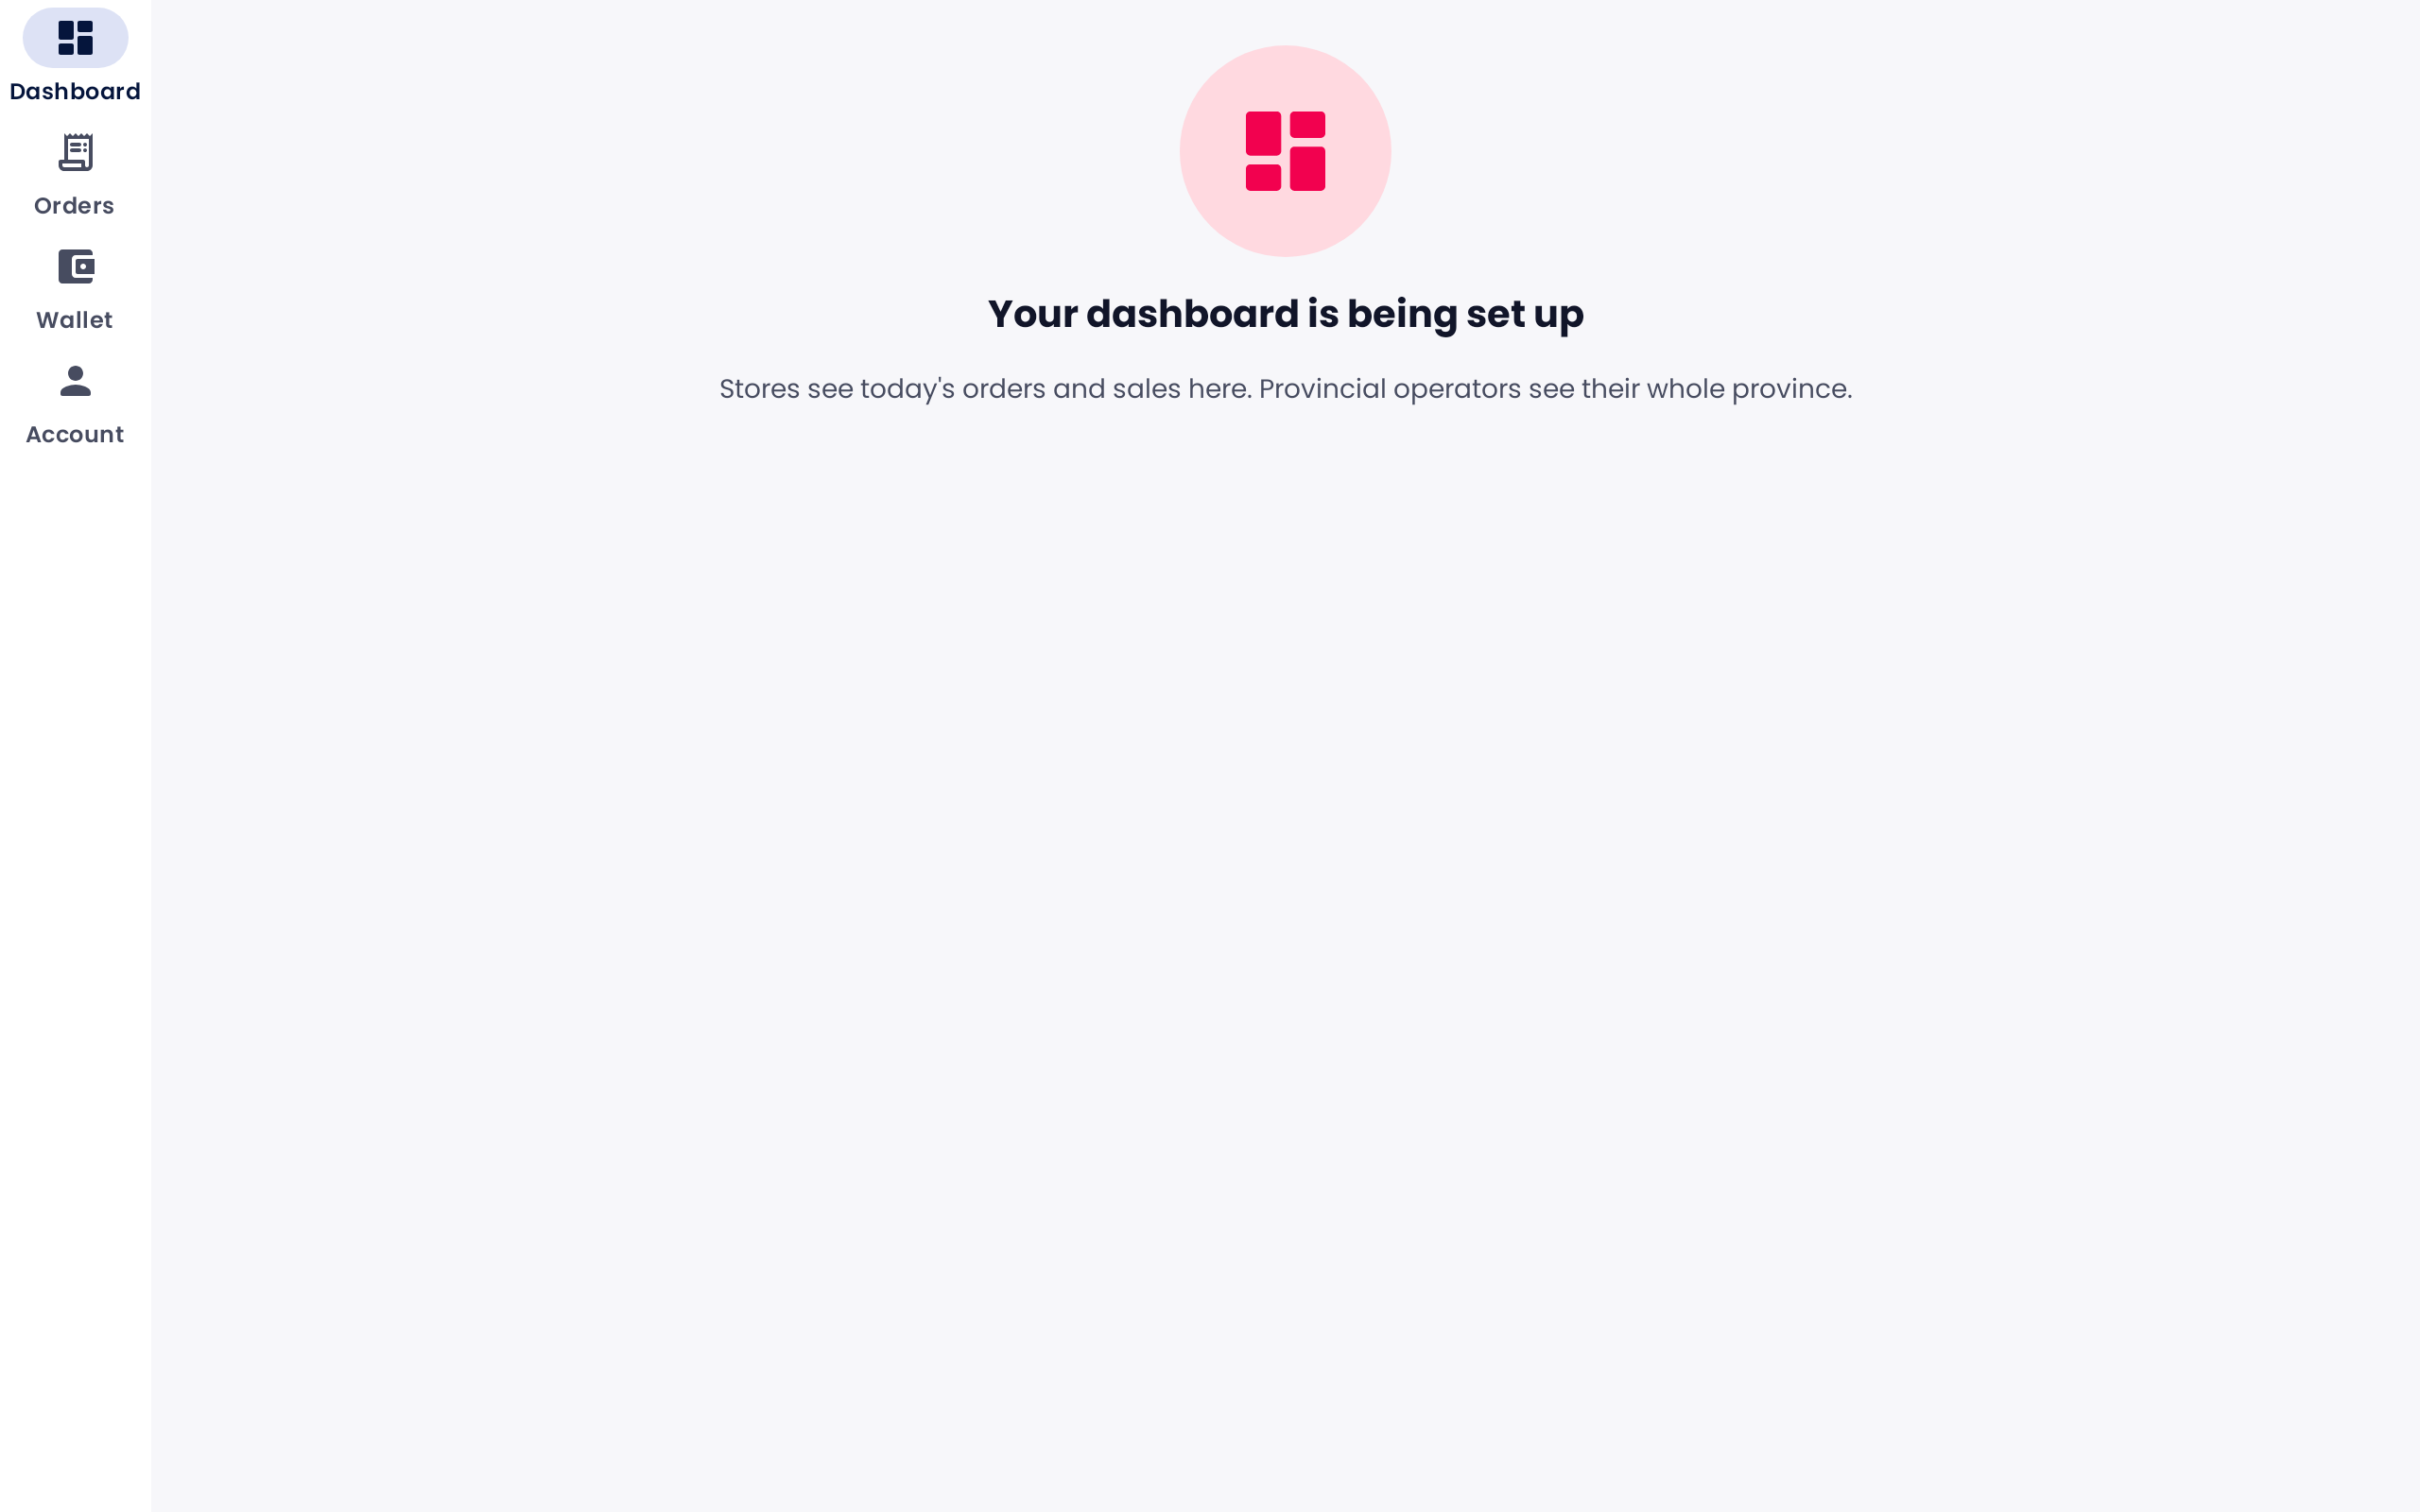 Dashboard
Orders
Wallet
Account
Your dashboard is being set up
Stores see today's orders and sales here. Provincial operators see their whole province.